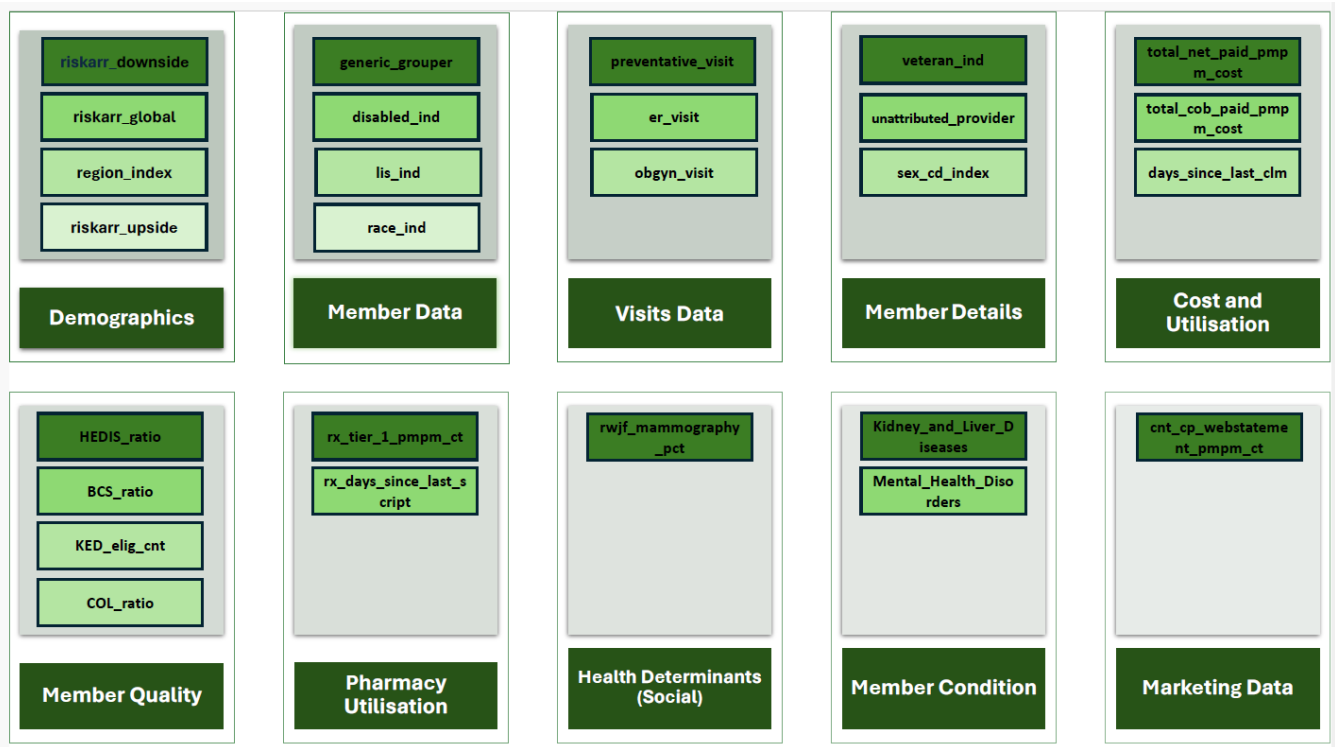 riskarr_downside
riskarr_global
region_index
riskarr_upside
Demographics
generic_grouper
disabled_ind
lis_ind
race_ind
Member Data
preventative_visit
er_visit
obgyn_visit
Visits Data
veteran_ind
unattributed_provider
sex_cd_index
Member Details
total_net_paid_pmp
m_cost
total_cob_paid_pmp
m_cost
days_since_last_clm
Cost and
Utilisation
HEDIS_ratio
BCS_ratio
KED_elig_cnt
COL_ratio
Member Quality
rx_tier_1_pmpm_ct
rx_days_since_last_s
cript
Pharmacy
Utilisation
rwjf_mammography
_pct
Health Determinants
(Social)
Kidney_and_Liver_D
iseases
Mental_Health_Diso
rders
Member Condition
cnt_cp_webstateme
nt_pmpm_ct
Marketing Data